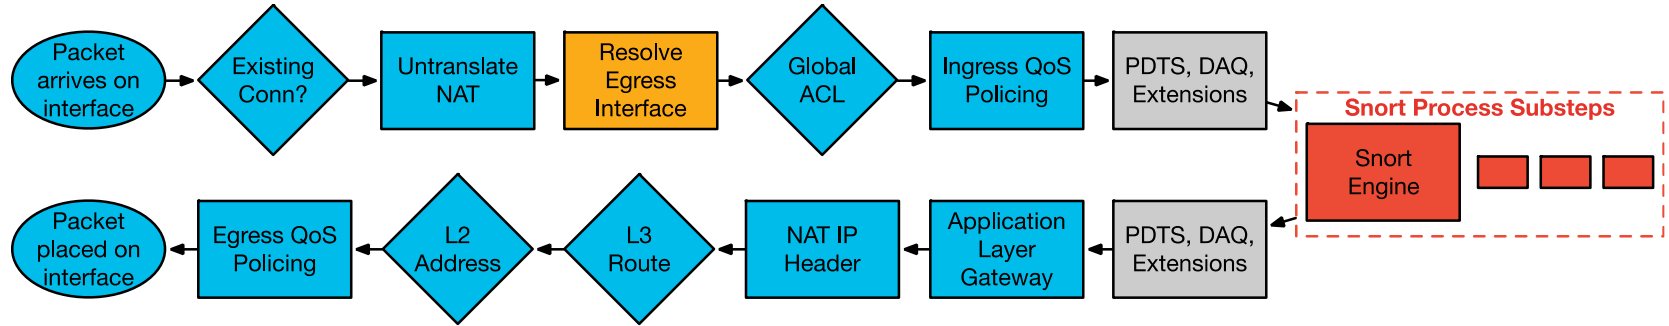 Packet
arrives on
interface
Existing
Conn?
Untranslate
NAT
Resolve
Egress
Interface
Global
ACL
Ingress QoS
Policing
PDTS, DAQ,
Extensions
Snort Process Substeps
Snort
Engine
Packet
placed on
interface
Egress QoS
Policing
L2
Address
L3
Route
NAT IP
Header
Application
Layer
Gateway
PDTS, DAQ,
Extensions